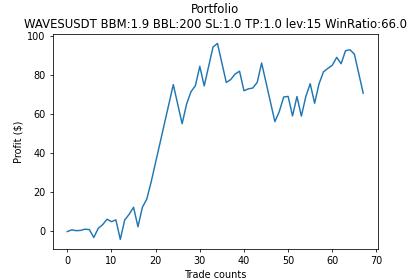 Portfolio
WAVESUSDT BBM:1.9 BBL:200 SL:1.0 TP:1.0 lev:15 WinRatio:66.0
100
80
60
40
20
0
Profit ($)
0 10 20 30 40 50 60 70
Trade counts